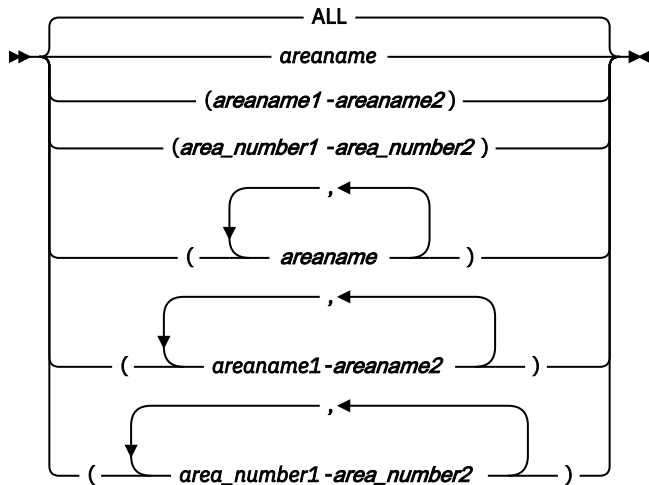 ALL
areaname
(areaname1-areaname2)
(area_number1-area_number2)
,
( areaname )
,
( areaname1-areaname2 )
,
( area_number1-area_number2 )